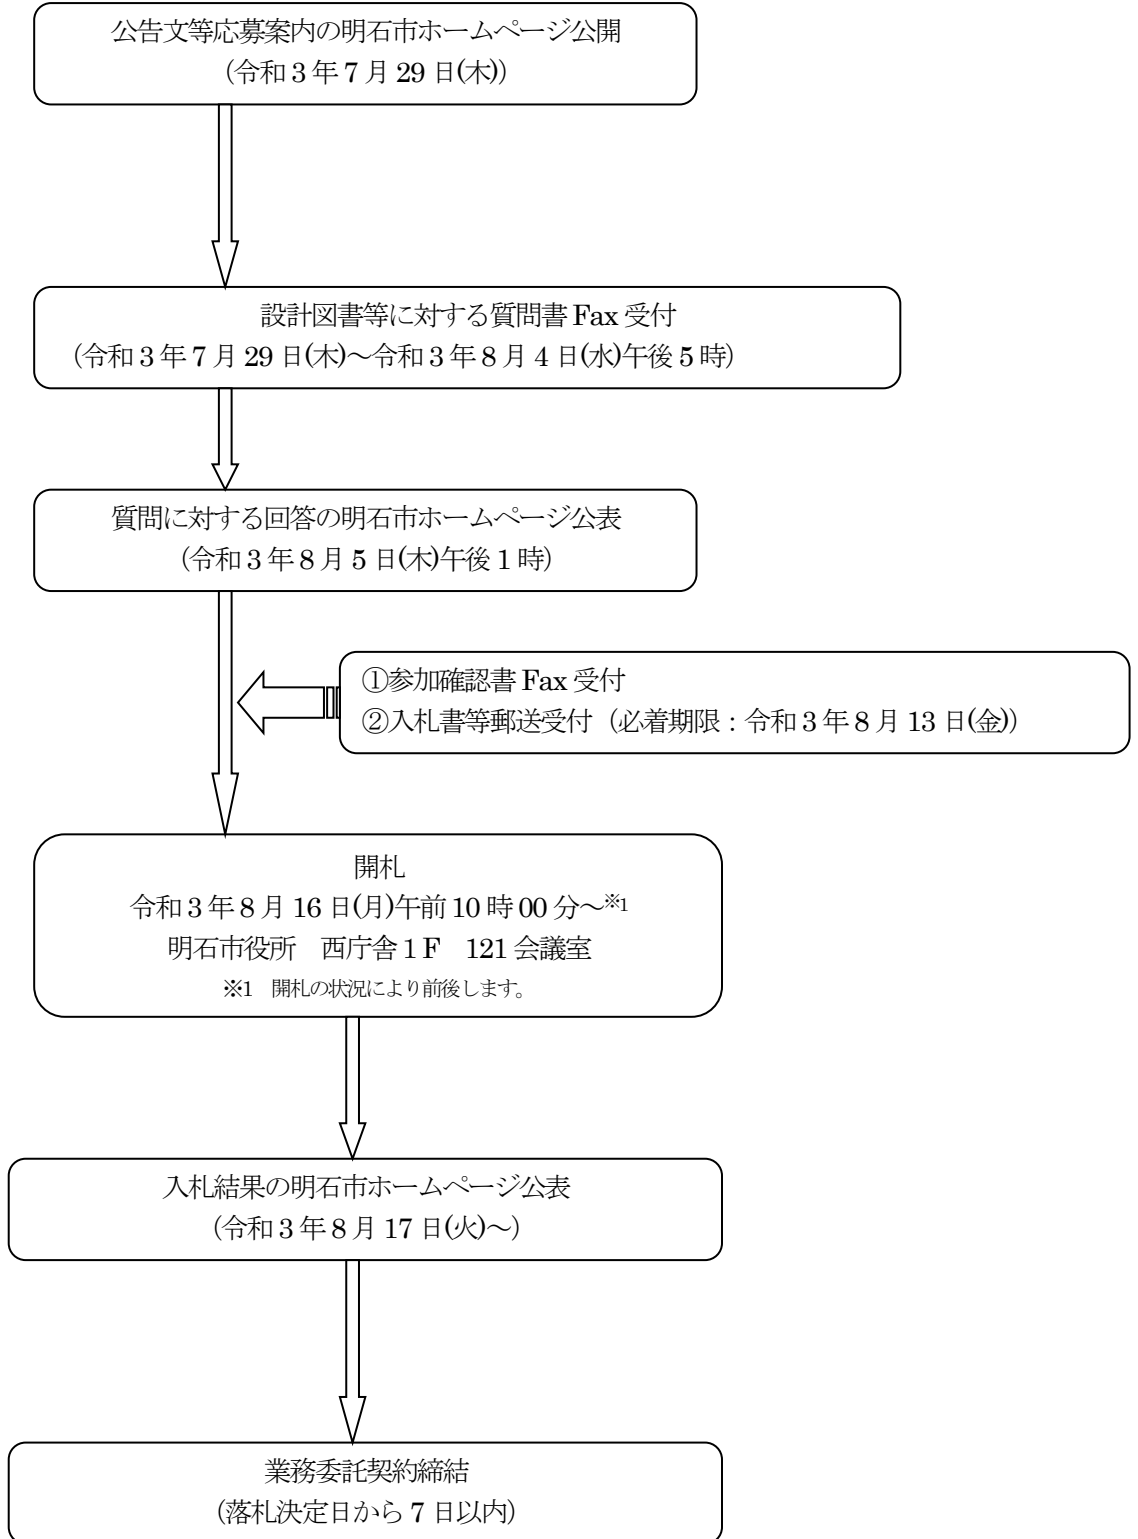 公告文等応募案内の明石市ホームページ公開
(令和3年7月29日(木))
設計図書等に対する質問書Fax受付
(令和3年7月29日(木)～令和3年8月4日(水)午後5時)
質問に対する回答の明石市ホームページ公表
(令和3年8月5日(木)午後1時)
①参加確認書Fax受付
②入札書等郵送受付（必着期限：令和3年8月13日(金)）
開札
令和3年8月16日(月)午前10時00分～※1
明石市役所　西庁舎1F　121会議室
※1　開札の状況により前後します。
入札結果の明石市ホームページ公表
(令和3年8月17日(火)～)
業務委託契約締結
(落札決定日から7日以内)